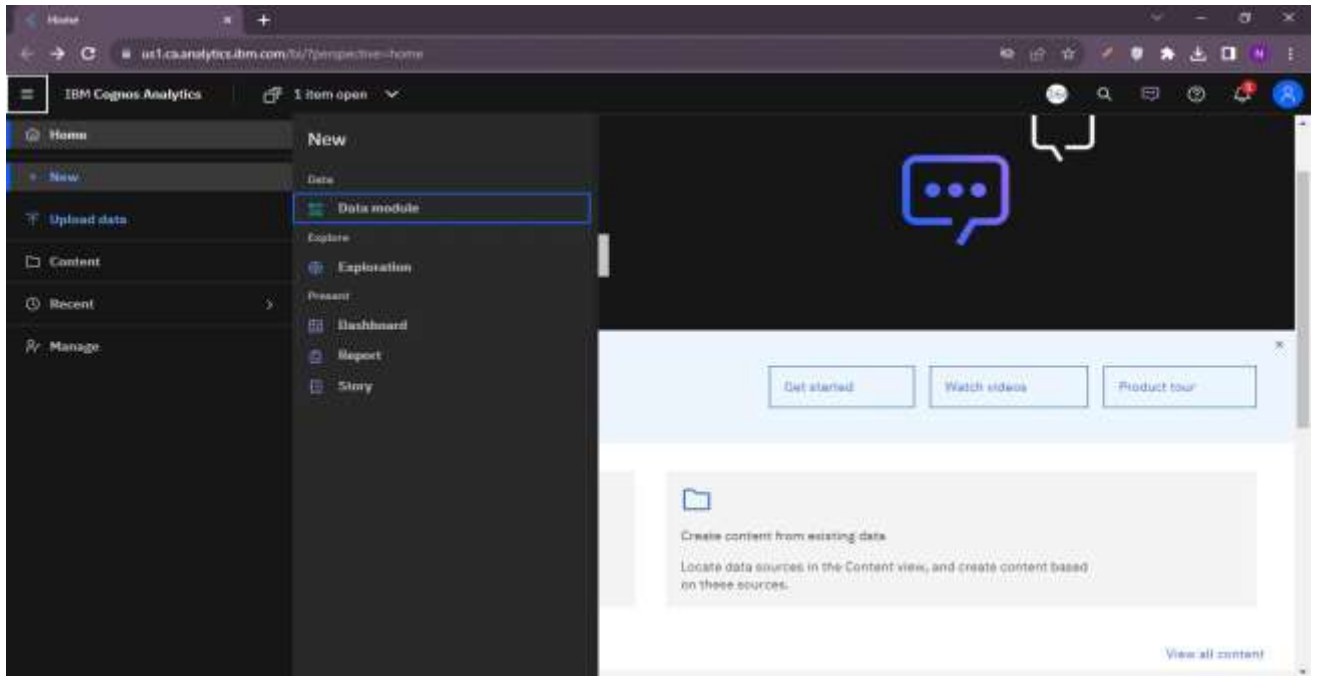 Home
us1.ca.analytics.ibm.com/bi/?perspective=home
IBM Cognos Analytics
1 item open
Home
New
Upload data
Content
Recent
Manage
New
Data
Data module
Explore
Exploration
Present
Dashboard
Report
Story
Get started
Watch videos
Product tour
Create content from existing data
Locate data sources in the Content view, and create content based
on these sources.
View all content